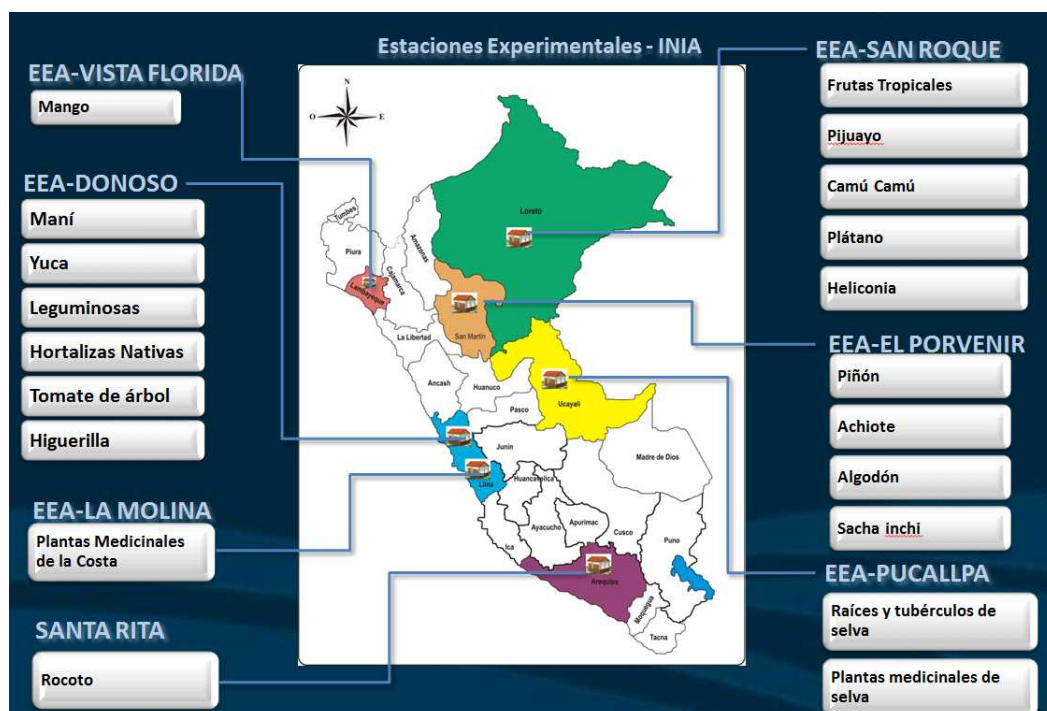 Estaciones Experimentales - INIA
EEA-VISTA FLORIDA
Mango
EEA-DONOSO
Maní
Yuca
Leguminosas
Hortalizas Nativas
Tomate de árbol
Higuerilla
EEA-LA MOLINA
Plantas Medicinales
de la Costa
SANTA RITA
Rocoto
N
O
E
S
Tumbes
Piura
Lambayeque
Cajamarca
Amazonas
Loreto
San Martín
La Libertad
Ancash
Huanuco
Pasco
Ucayali
Junín
Lima
Huancavelica
Madre de Dios
Ica
Ayacucho
Apurimac
Cusco
Puno
Arequipa
Moquegua
Tacna
EEA-SAN ROQUE
Frutas Tropicales
Pijuayo
Camú Camú
Plátano
Heliconia
EEA-EL PORVENIR
Piñón
Achiote
Algodón
Sacha inchi
EEA-PUCALLPA
Raíces y tubérculos de
selva
Plantas medicinales de
selva